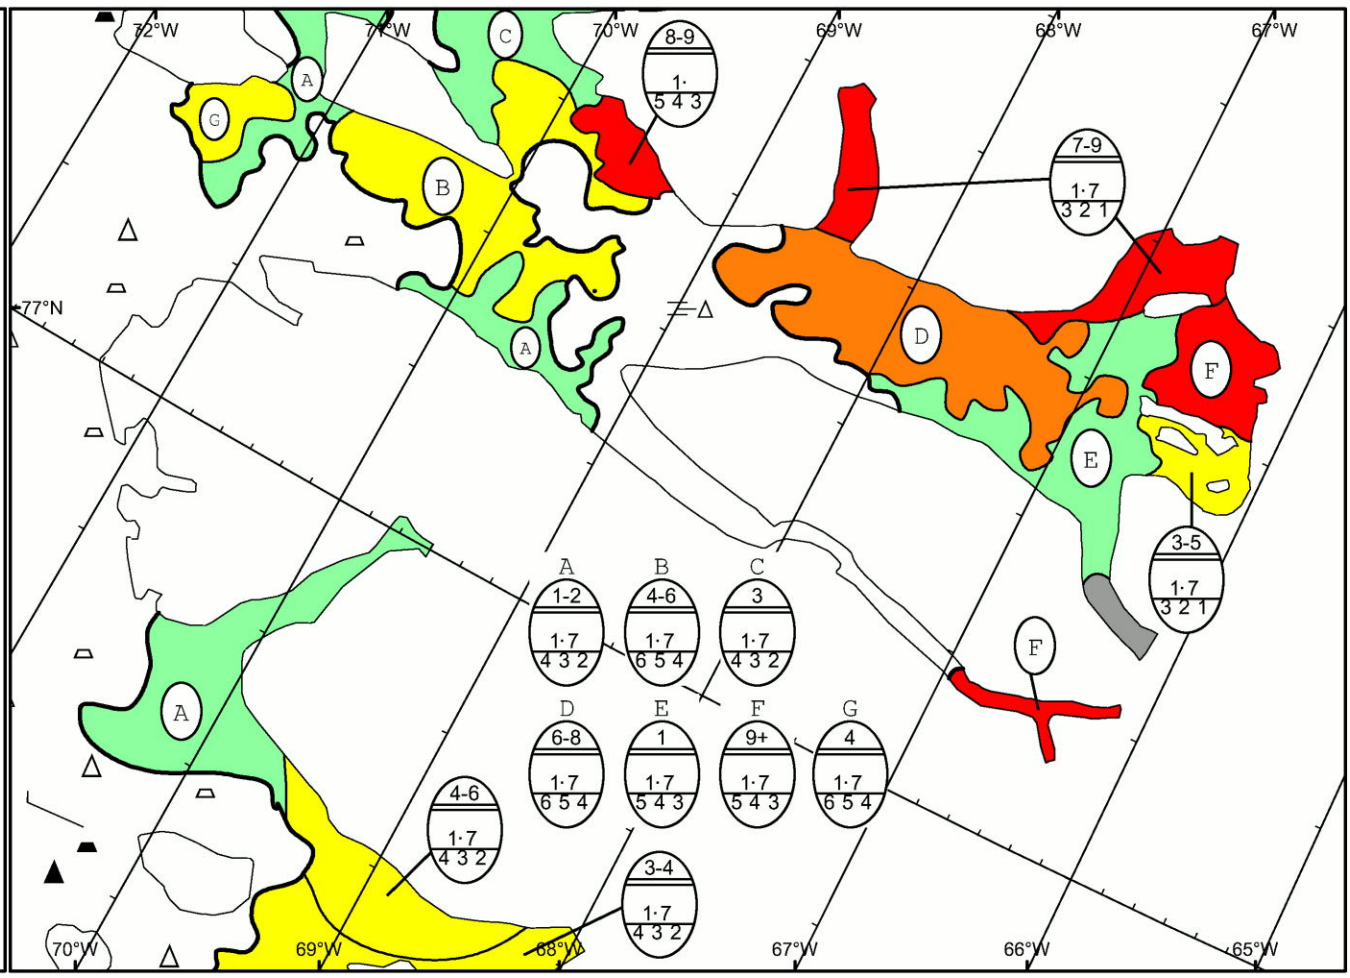 72°W
71°W
70°W
69°W
68°W
67°W
C
A
G
B
8-9
1·
5 4 3
7-9
1·7
3 2 1
77°N
D
A
F
E
3-5
1·7
3 2 1
F
A
A B C
1-2 4-6 3
1·7 1·7 1·7
4 3 2 6 5 4 4 3 2
D E F G
6-8 1 9+ 4
1·7 1·7 1·7 1·7
6 5 4 5 4 3 5 4 3 6 5 4
4-6
1·7
4 3 2
3-4
1·7
4 3 2
70°W
69°W
68°W
67°W
66°W
65°W